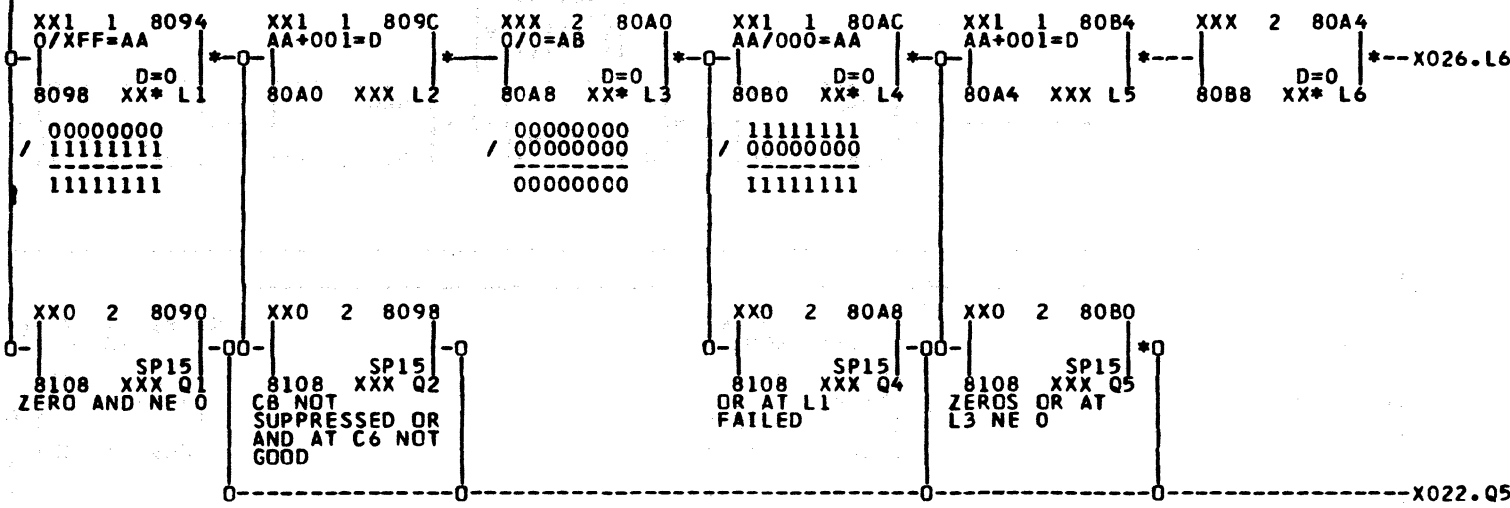 XX1 1 8094 XX1 1 809C XXX 2 80A0 XX1 1 80AC XX1 1 80B4 XXX 2 80A4
0/XFF=AA AA+001=D 0/0=AB AA/000=AA AA+001=D
O- *-O- *---- *-O- *-O- *--- *--X026.L6
D=0 D=0 D=0 D=0
8098 XX* L1 80A0 XXX L2 80A8 XX* L3 80B0 XX* L4 80A4 XXX L5 80B8 XX* L6
00000000 00000000 11111111
/ 11111111 / 00000000 / 00000000
-------- -------- --------
11111111 00000000 11111111
XX0 2 8090 XX0 2 8098 XX0 2 80A8 XX0 2 80B0
O- -OO- -O O- -OO- *O
SP15 SP15 SP15 SP15
8108 XXX Q1 8108 XXX Q2 8108 XXX Q4 8108 XXX Q5
ZERO AND NE 0 CB NOT OR AT L1 ZEROS OR AT
SUPPRESSED OR FAILED L3 NE 0
AND AT C6 NOT
GOOD
O---------------O------------------------------O---------------O----------------X022.Q5